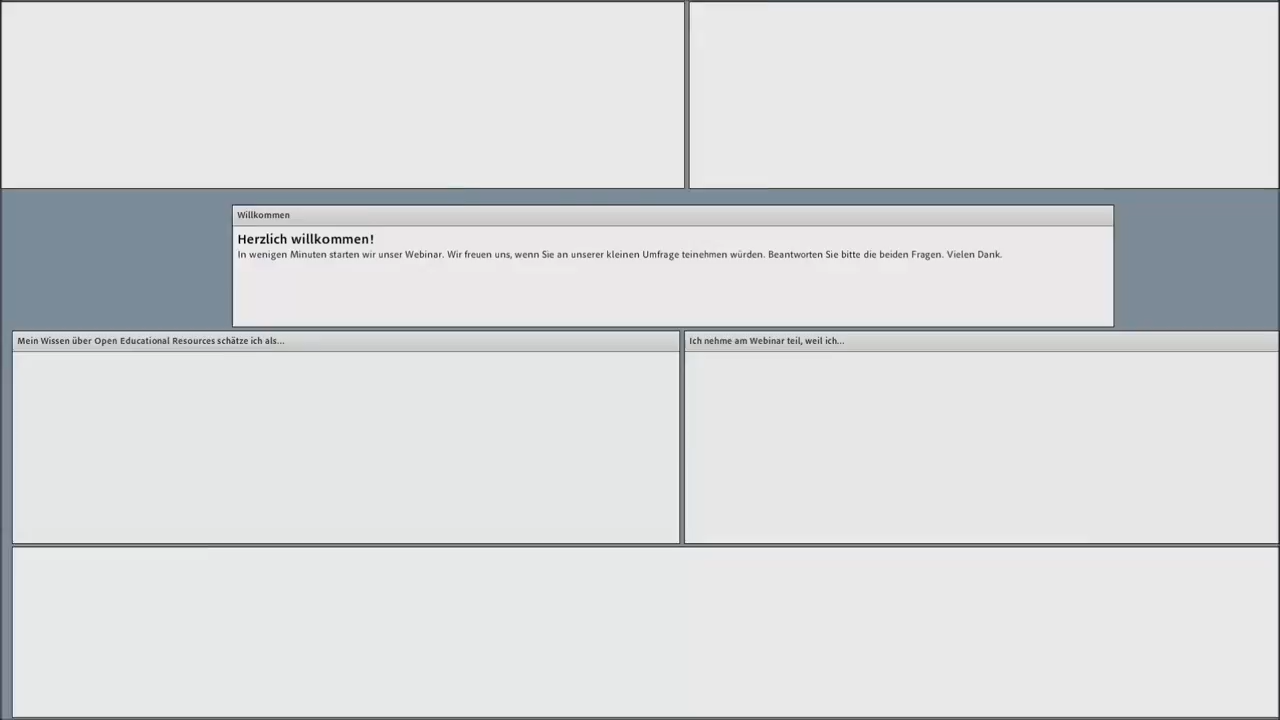 Willkommen
Herzlich willkommen!
In wenigen Minuten starten wir unser Webinar. Wir freuen uns, wenn Sie an unserer kleinen Umfrage teinehmen würden. Beantworten Sie bitte die beiden Fragen. Vielen Dank.
Mein Wissen über Open Educational Resources schätze ich als...
Ich nehme am Webinar teil, weil ich...